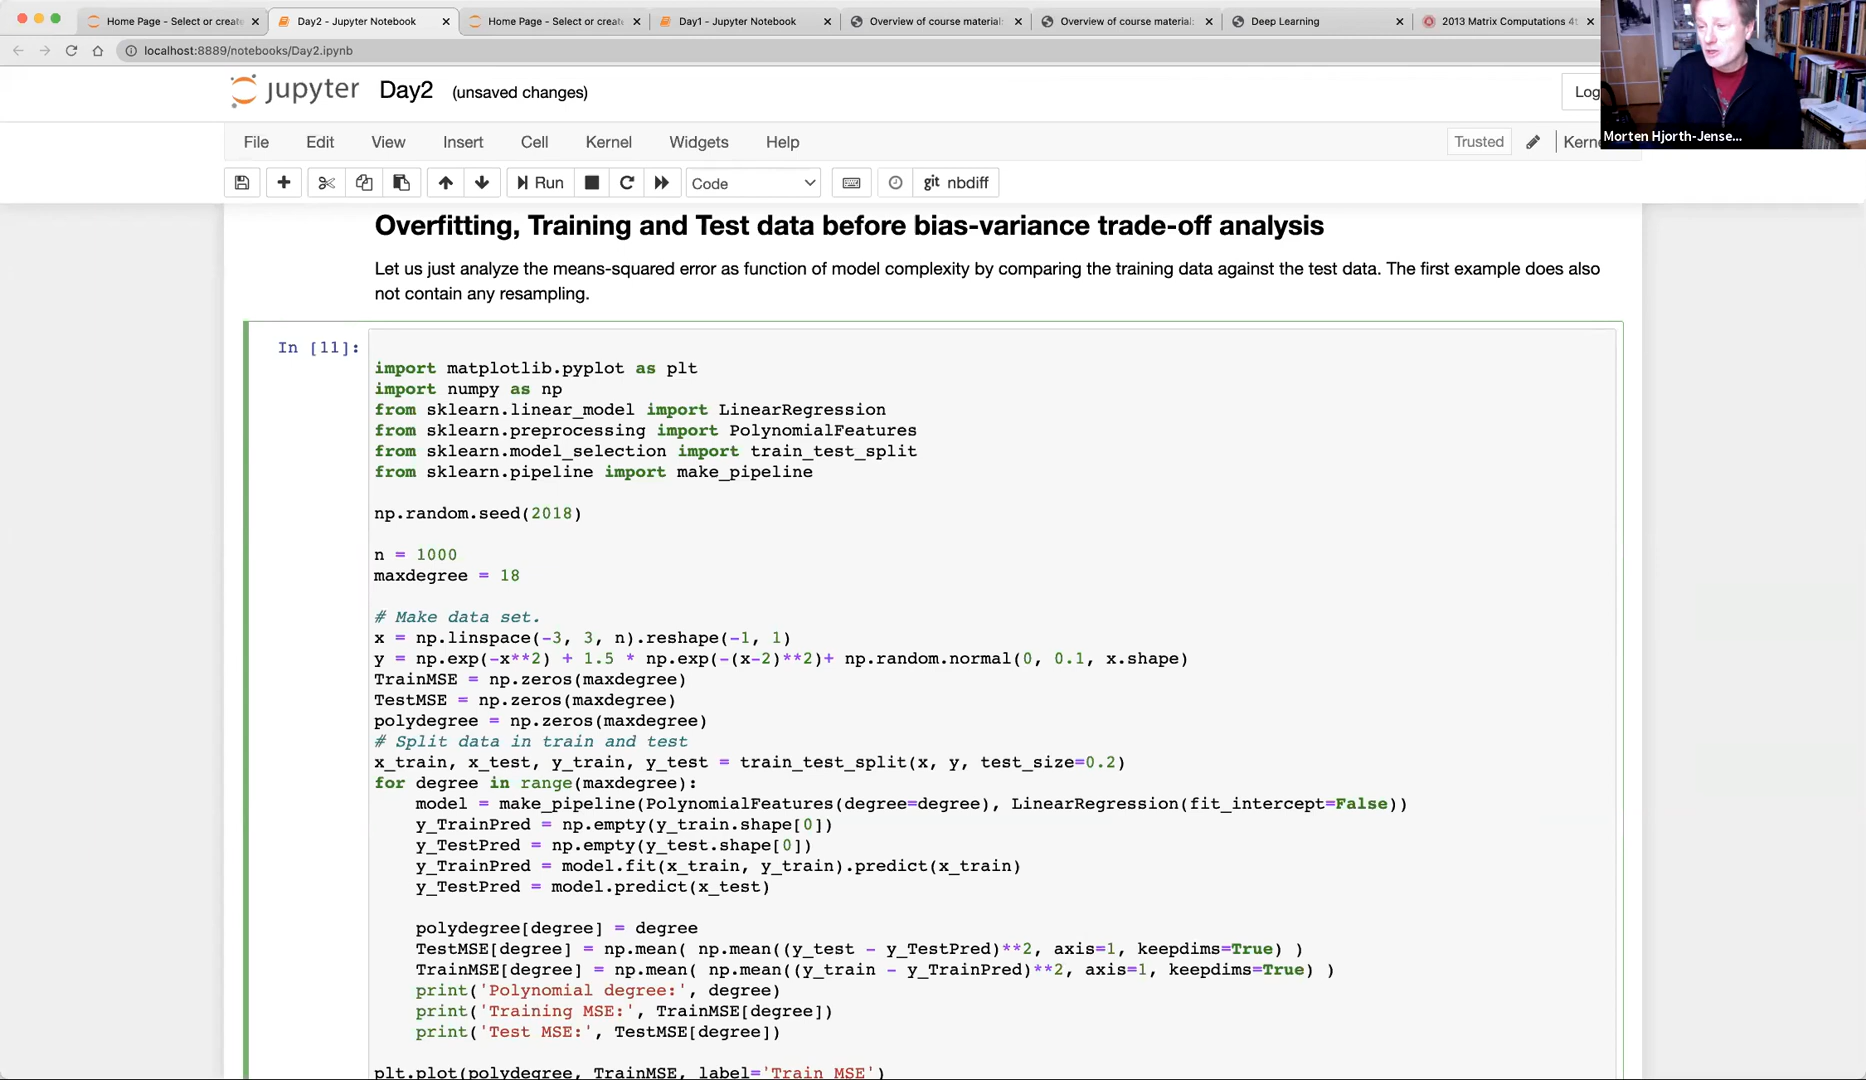 Home Page - Select or create
Day2 - Jupyter Notebook
Home Page - Select or create
Day1 - Jupyter Notebook
Overview of course material:
Overview of course material:
Deep Learning
2013 Matrix Computations 4t
localhost:8889/notebooks/Day2.ipynb
jupyter Day2 (unsaved changes)
Log
Morten Hjorth-Jense...
File Edit View Insert Cell Kernel Widgets Help
Trusted
Kerne
Run
Code
git nbdiff
Overfitting, Training and Test data before bias-variance trade-off analysis
Let us just analyze the means-squared error as function of model complexity by comparing the training data against the test data. The first example does also
not contain any resampling.
In [11]:
import matplotlib.pyplot as plt
import numpy as np
from sklearn.linear_model import LinearRegression
from sklearn.preprocessing import PolynomialFeatures
from sklearn.model_selection import train_test_split
from sklearn.pipeline import make_pipeline
np.random.seed(2018)
n = 1000
maxdegree = 18
# Make data set.
x = np.linspace(-3, 3, n).reshape(-1, 1)
y = np.exp(-x**2) + 1.5 * np.exp(-(x-2)**2)+ np.random.normal(0, 0.1, x.shape)
TrainMSE = np.zeros(maxdegree)
TestMSE = np.zeros(maxdegree)
polydegree = np.zeros(maxdegree)
# Split data in train and test
x_train, x_test, y_train, y_test = train_test_split(x, y, test_size=0.2)
for degree in range(maxdegree):
    model = make_pipeline(PolynomialFeatures(degree=degree), LinearRegression(fit_intercept=False))
    y_TrainPred = np.empty(y_train.shape[0])
    y_TestPred = np.empty(y_test.shape[0])
    y_TrainPred = model.fit(x_train, y_train).predict(x_train)
    y_TestPred = model.predict(x_test)
    polydegree[degree] = degree
    TestMSE[degree] = np.mean( np.mean((y_test - y_TestPred)**2, axis=1, keepdims=True) )
    TrainMSE[degree] = np.mean( np.mean((y_train - y_TrainPred)**2, axis=1, keepdims=True) )
    print('Polynomial degree:', degree)
    print('Training MSE:', TrainMSE[degree])
    print('Test MSE:', TestMSE[degree])
plt.plot(polydegree, TrainMSE, label='Train MSE')